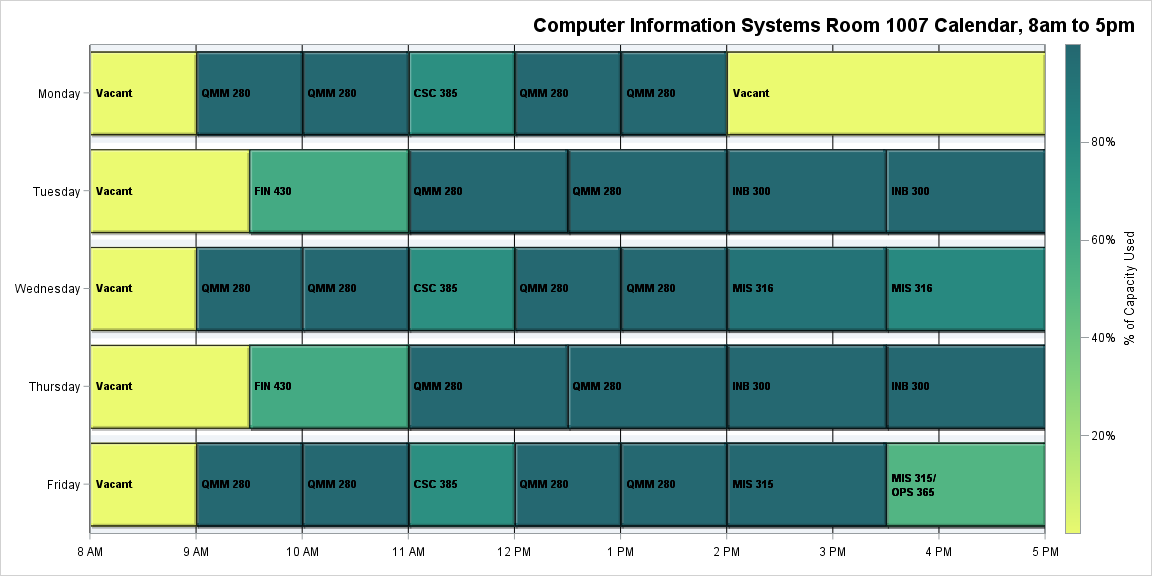 Computer Information Systems Room 1007 Calendar, 8am to 5pm
Monday
Vacant
QMM 280
QMM 280
CSC 385
QMM 280
QMM 280
Vacant
Tuesday
Vacant
FIN 430
QMM 280
QMM 280
INB 300
INB 300
Wednesday
Vacant
QMM 280
QMM 280
CSC 385
QMM 280
QMM 280
MIS 316
MIS 316
Thursday
Vacant
FIN 430
QMM 280
QMM 280
INB 300
INB 300
Friday
Vacant
QMM 280
QMM 280
CSC 385
QMM 280
QMM 280
MIS 315
MIS 315/
OPS 365
8 AM
9 AM
10 AM
11 AM
12 PM
1 PM
2 PM
3 PM
4 PM
5 PM
80%
60%
40%
20%
% of Capacity Used